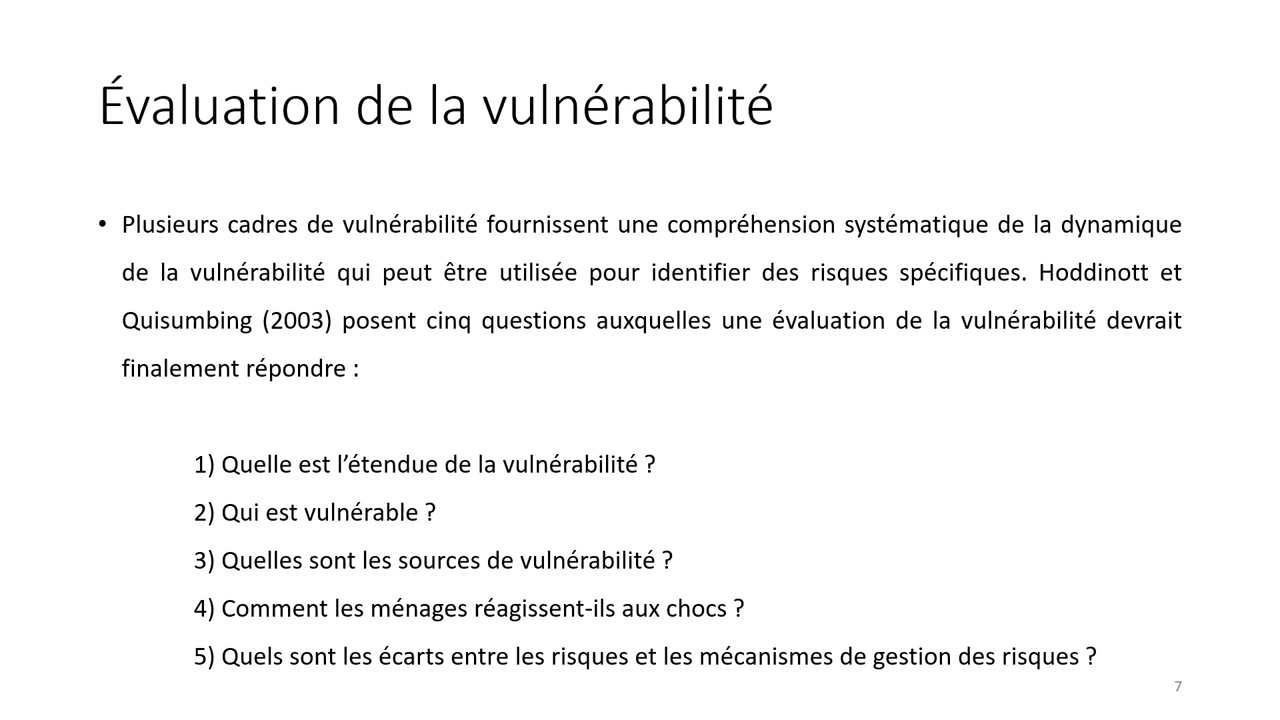 Évaluation de la vulnérabilité
• Plusieurs cadres de vulnérabilité fournissent une compréhension systématique de la dynamique
de la vulnérabilité qui peut être utilisée pour identifier des risques spécifiques. Hoddinott et
Quisumbing (2003) posent cinq questions auxquelles une évaluation de la vulnérabilité devrait
finalement répondre :
1) Quelle est l’étendue de la vulnérabilité ?
2) Qui est vulnérable ?
3) Quelles sont les sources de vulnérabilité ?
4) Comment les ménages réagissent-ils aux chocs ?
5) Quels sont les écarts entre les risques et les mécanismes de gestion des risques ?
7